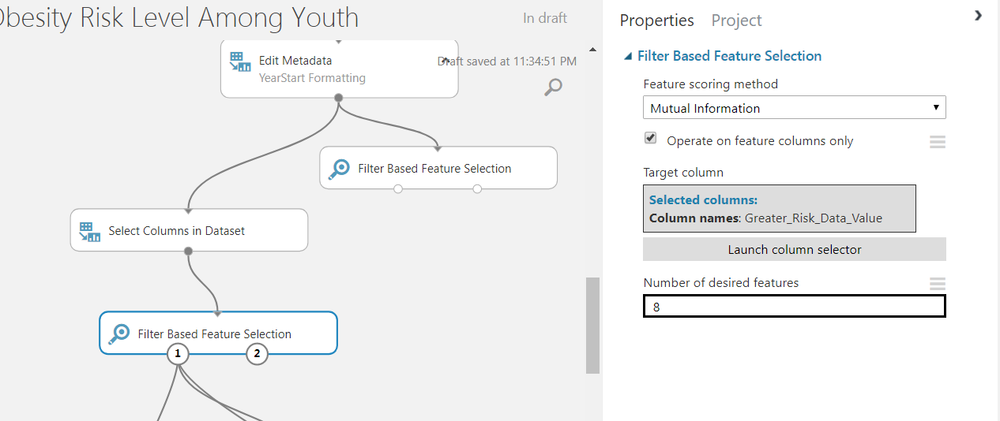 Obesity Risk Level Among Youth
In draft
Edit Metadata
YearStart Formatting
Draft saved at 11:34:51 PM
Filter Based Feature Selection
Select Columns in Dataset
Filter Based Feature Selection
1
2
Properties Project
Filter Based Feature Selection
Feature scoring method
Mutual Information
Operate on feature columns only
Target column
Selected columns:
Column names: Greater_Risk_Data_Value
Launch column selector
Number of desired features
8